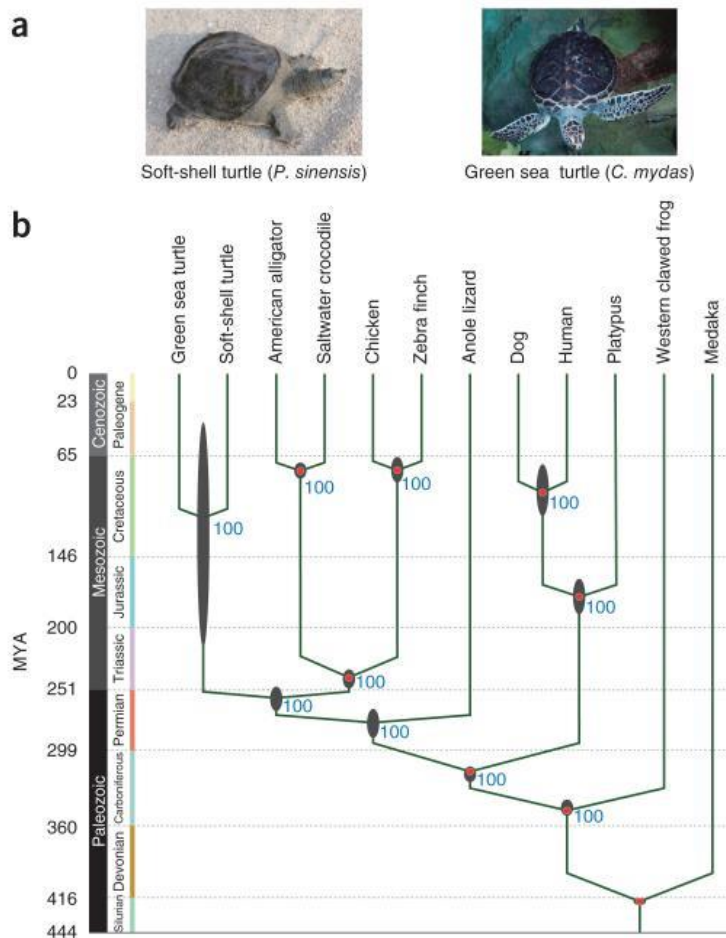 a
Soft-shell turtle (P. sinensis)
Green sea turtle (C. mydas)
b
Green sea turtle
Soft-shell turtle
American alligator
Saltwater crocodile
Chicken
Zebra finch
Anole lizard
Dog
Human
Platypus
Western clawed frog
Medaka
MYA
0
23
65
146
200
251
299
360
416
444
Cenozoic
Mesozoic
Paleozoic
Paleogene
Cretaceous
Jurassic
Triassic
Permian
Carboniferous
Devonian
Silurian
100
100
100
100
100
100
100
100
100
100